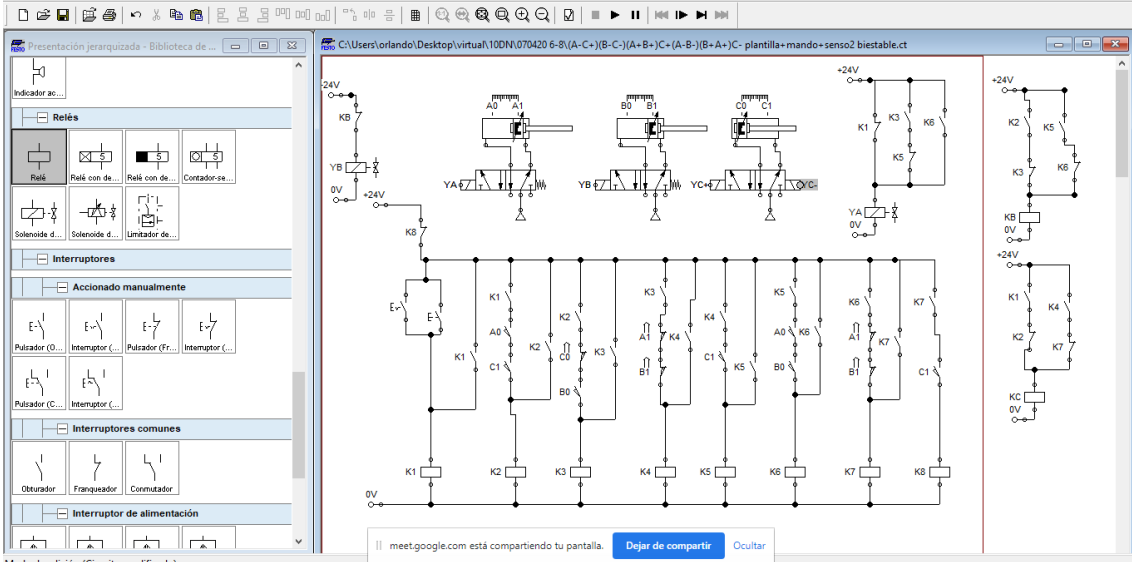 Presentación jerarquizada - Biblioteca de ...
Indicador ac...
Relés
5
5
5
Relé
Relé con de...
Relé con de...
Contador-se...
Solenoide d...
Solenoide d...
Limitador de...
Interruptores
Accionado manualmente
Pulsador (O...
Interruptor (...
Pulsador (Fr...
Interruptor (...
Pulsador (C...
Interruptor (...
Interruptores comunes
Obturador
Franqueador
Conmutador
Interruptor de alimentación
C:\Users\orlando\Desktop\virtual\10DN\070420 6-8\(A-C+)(B-C-)(A+B+)C+(A-B-)(B+A+)C- plantilla+mando+senso2 biestable.ct
+24V
KB
YB
0V
A0 A1
YA
B0 B1
YB
C0 C1
YC+
YC-
+24V
K1
K3
K6
K5
YA
0V
+24V
K2
K5
K3
K6
KB
0V
+24V
K1
K4
K2
K7
KC
0V
+24V
K8
K1
K1
A0
C1
K2
K2
C0
B0
K3
K3
A1
B1
K4
K4
C1
K5
K5
A0
B0
K6
K6
A1
B1
K7
K7
C1
K1
K2
K3
K4
K5
K6
K7
K8
0V
meet.google.com está compartiendo tu pantalla.
Dejar de compartir
Ocultar